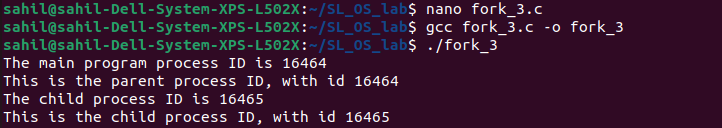 sahil@sahil-Dell-System-XPS-L502X:~/SL_OS_lab$ nano fork_3.c
sahil@sahil-Dell-System-XPS-L502X:~/SL_OS_lab$ gcc fork_3.c -o fork_3
sahil@sahil-Dell-System-XPS-L502X:~/SL_OS_lab$ ./fork_3
The main program process ID is 16464
This is the parent process ID, with id 16464
The child process ID is 16465
This is the child process ID, with id 16465